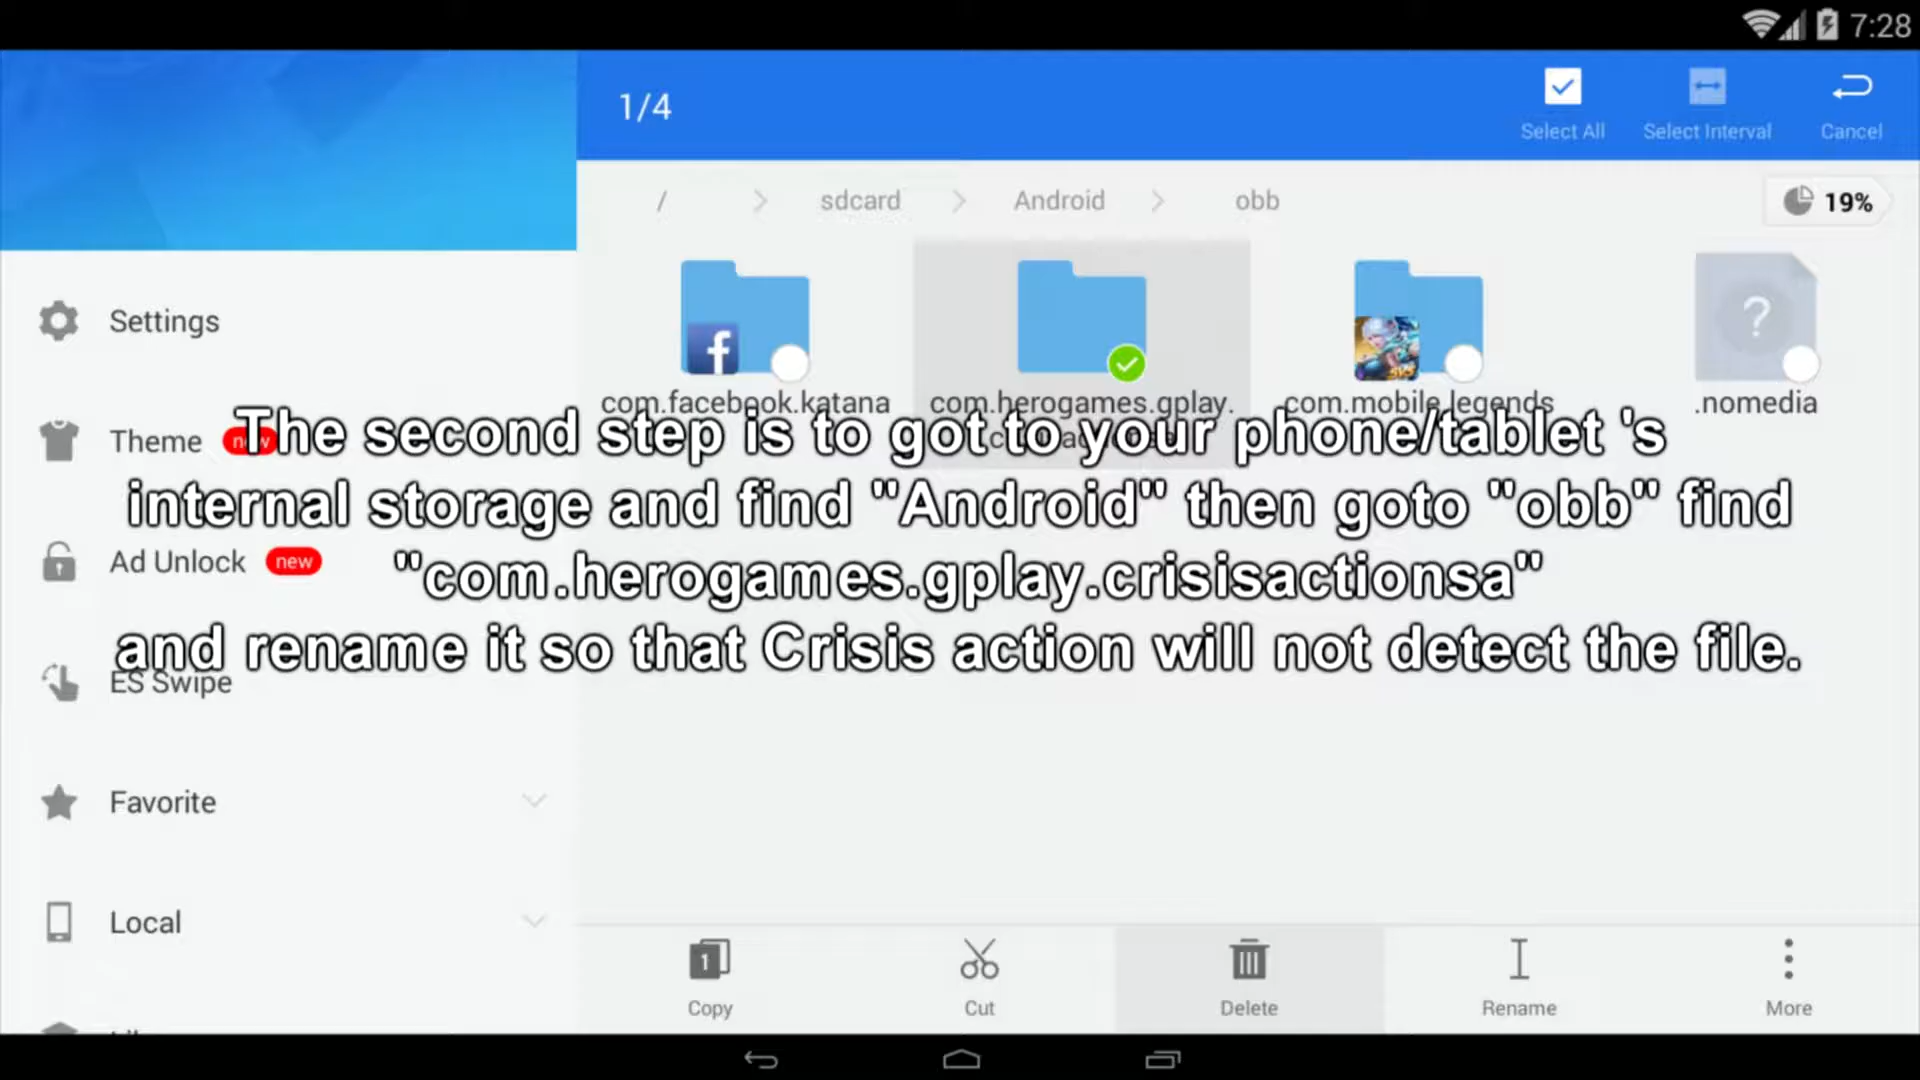 7:28
1/4
Select All
Select Interval
Cancel
/ sdcard Android obb
19%
Settings
com.facebook.katana
com.herogames.gplay.
com.mobile.legends
.nomedia
Theme
The second step is to got to your phone/tablet 's
internal storage and find "Android" then goto "obb" find
Ad Unlock new
"com.herogames.gplay.crisisactionsa"
and rename it so that Crisis action will not detect the file.
ES Swipe
Favorite
Local
1
Copy
Cut
Delete
Rename
More